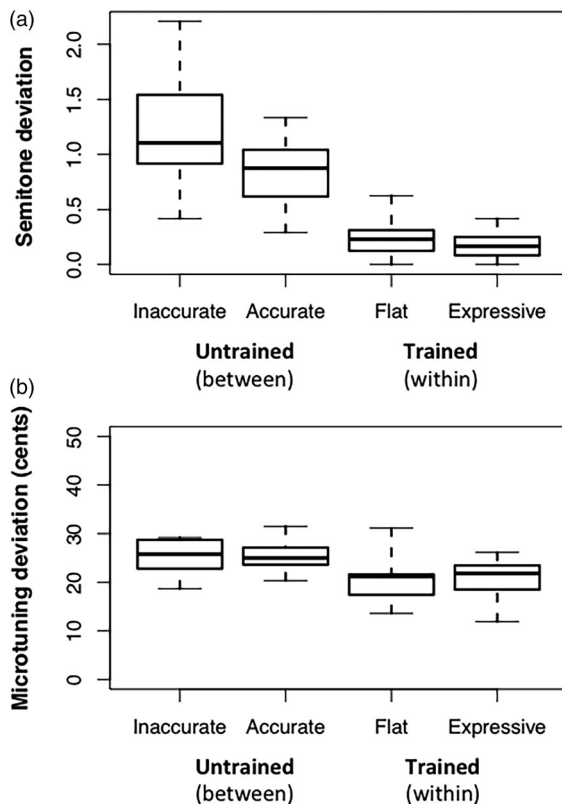 (a)
Semitone deviation
2.0
1.5
1.0
0.5
0.0
Inaccurate Accurate Flat Expressive
Untrained Trained
(between) (within)
(b)
Microtuning deviation (cents)
50
40
30
20
10
0
Inaccurate Accurate Flat Expressive
Untrained Trained
(between) (within)